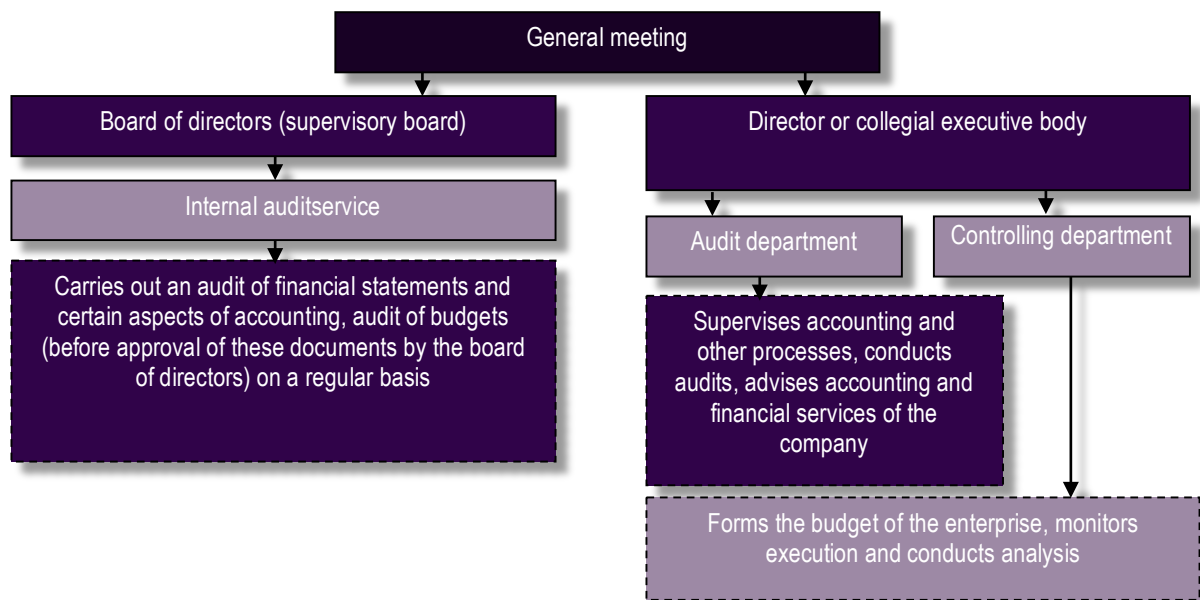 General meeting
Board of directors (supervisory board)
Director or collegial executive body
Internal auditservice
Audit department
Controlling department
Carries out an audit of financial statements and
certain aspects of accounting, audit of budgets
(before approval of these documents by the board
of directors) on a regular basis
Supervises accounting and
other processes, conducts
audits, advises accounting and
financial services of the
company
Forms the budget of the enterprise, monitors
execution and conducts analysis